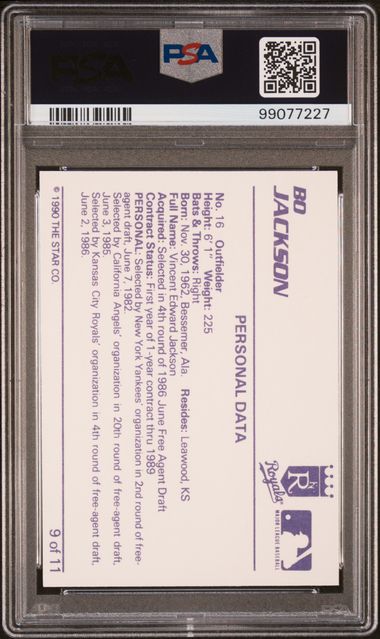 PSA
99077227
BO
JACKSON
PERSONAL DATA
Royals
MAJOR LEAGUE BASEBALL
No. 16 Outfielder
Height: 6'1" Weight: 225
Bats & Throws: Right
Born: Nov. 30, 1962, Bessemer, Ala Resides: Leawood, KS
Full Name: Vincent Edward Jackson
Acquired: Selected in 4th round of 1986 June Free Agent Draft
Contract Status: First year of 1-year contract thru 1989
PERSONAL: Selected by New York Yankees' organization in 2nd round of free-
agent draft, June 7, 1982.
Selected by California Angels' organization in 20th round of free-agent draft,
June 3, 1985.
Selected by Kansas City Royals' organization in 4th round of free-agent draft,
June 2, 1986.
© 1990 THE STAR CO.
9 of 11